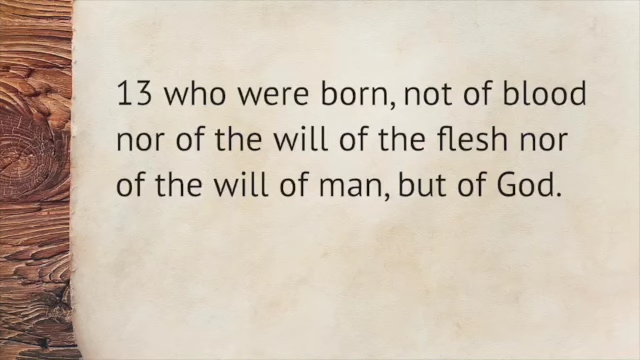 13 who were born, not of blood
nor of the will of the flesh nor
of the will of man, but of God.